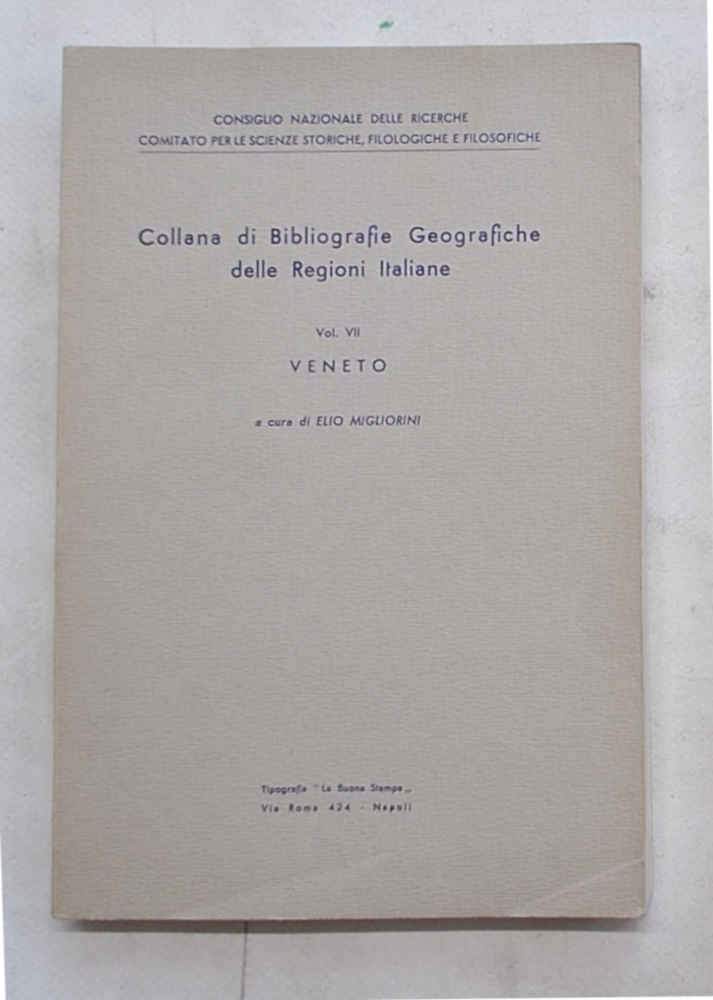 CONSIGLIO NAZIONALE DELLE RICERCHE
COMITATO PER LE SCIENZE STORICHE, FILOLOGICHE E FILOSOFICHE
Collana di Bibliografie Geografiche
delle Regioni Italiane
Vol. VII
VENETO
a cura di ELIO MIGLIORINI
Tipografia "La Buona Stampa„
Via Roma 424 - Napoli